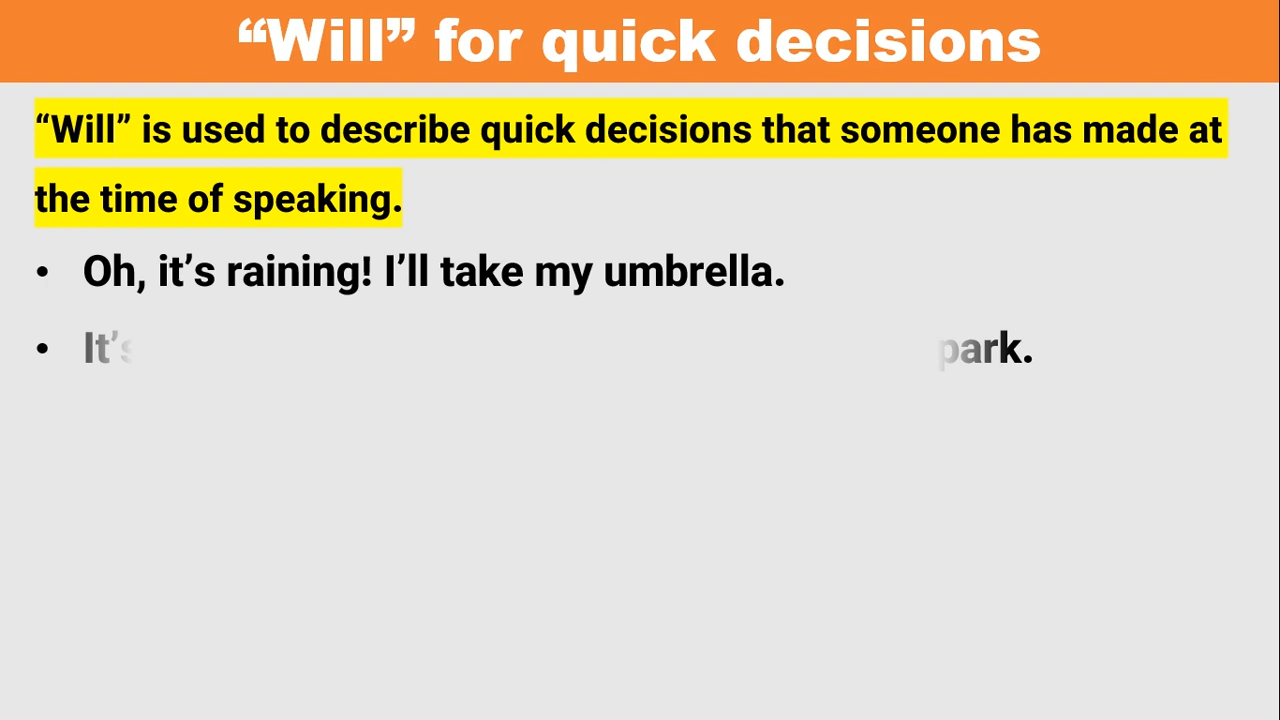 “Will” for quick decisions
“Will” is used to describe quick decisions that someone has made at
the time of speaking.
• Oh, it’s raining! I’ll take my umbrella.
• It’s park.